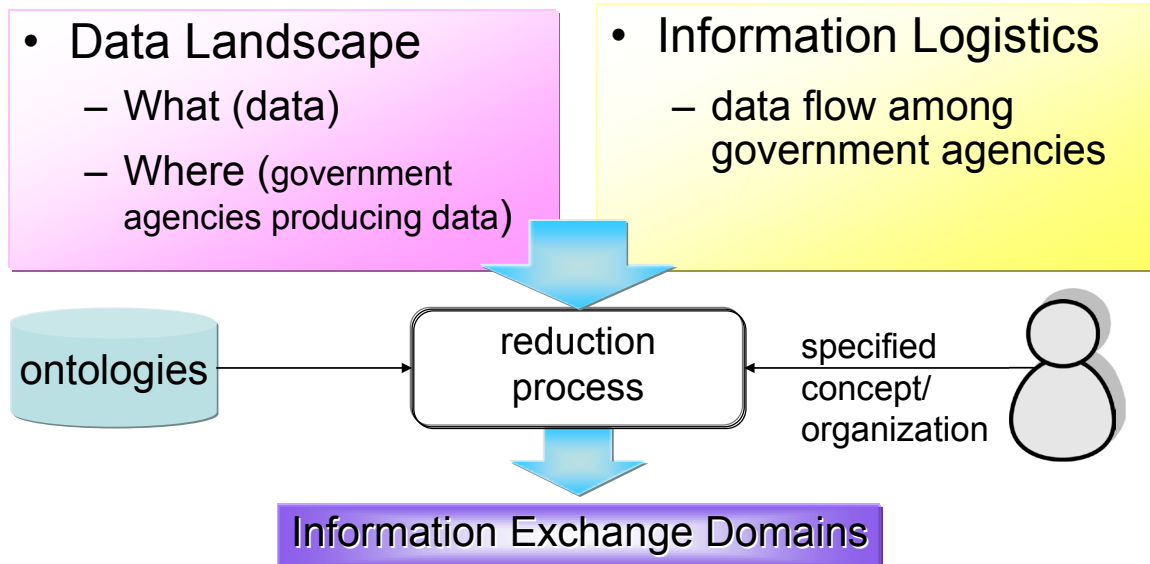 • Data Landscape
– What (data)
– Where (government
agencies producing data)
• Information Logistics
– data flow among
government agencies
ontologies
reduction
process
specified
concept/
organization
Information Exchange Domains